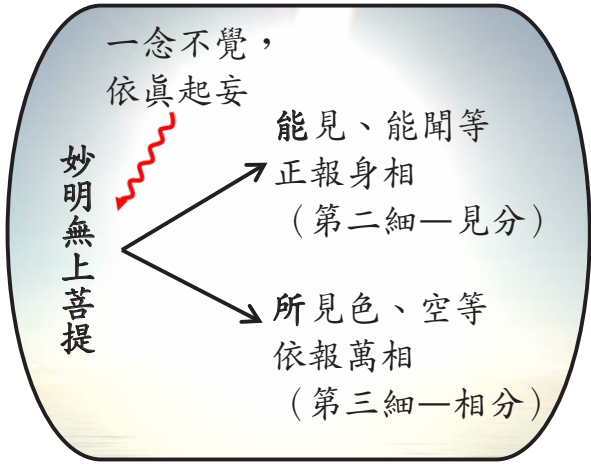 一念不覺，
依眞起妄
妙明無上菩提
能見、能聞等
正報身相
（第二細—見分）
所見色、空等
依報萬相
（第三細—相分）